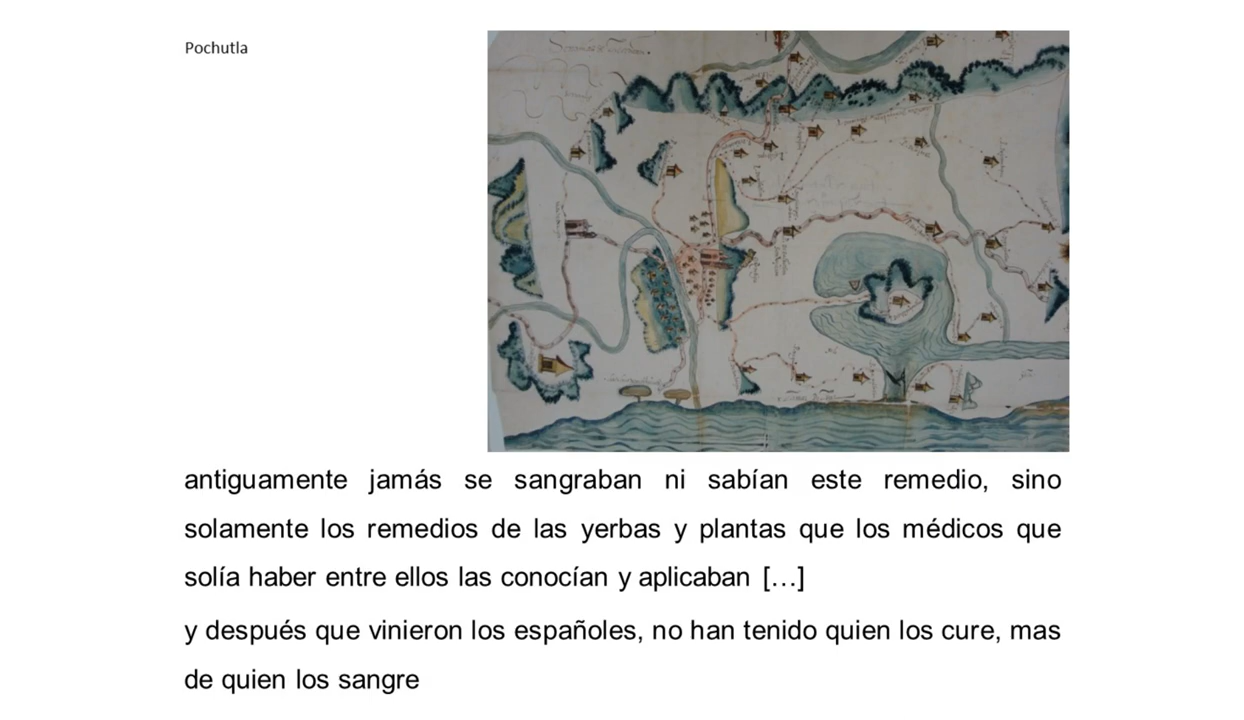 Pochutla
antiguamente jamás se sangraban ni sabían este remedio, sino
solamente los remedios de las yerbas y plantas que los médicos que
solía haber entre ellos las conocían y aplicaban […]
y después que vinieron los españoles, no han tenido quien los cure, mas
de quien los sangre